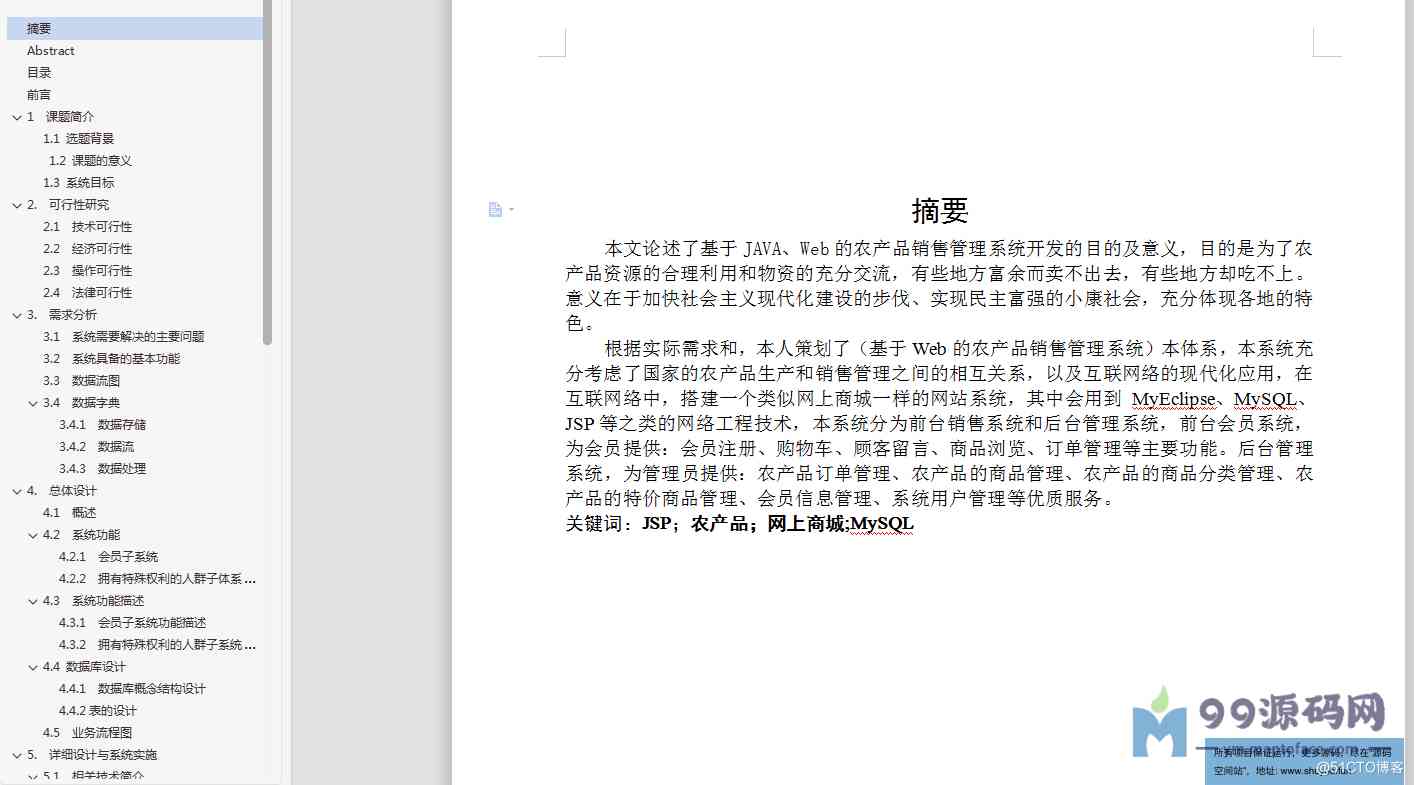 摘要
Abstract
目录
前言
1 课题简介
1.1 选题背景
1.2 课题的意义
1.3 系统目标
2. 可行性研究
2.1 技术可行性
2.2 经济可行性
2.3 操作可行性
2.4 法律可行性
3. 需求分析
3.1 系统需要解决的主要问题
3.2 系统具备的基本功能
3.3 数据流图
3.4 数据字典
3.4.1 数据存储
3.4.2 数据流
3.4.3 数据处理
4. 总体设计
4.1 概述
4.2 系统功能
4.2.1 会员子系统
4.2.2 拥有特殊权利的人群子体系 ...
4.3 系统功能描述
4.3.1 会员子系统功能描述
4.3.2 拥有特殊权利的人群子系统 ...
4.4 数据库设计
4.4.1 数据库概念结构设计
4.4.2 表的设计
4.5 业务流程图
5. 详细设计与系统实施
5.1 相关技术简介
摘要
本文论述了基于 JAVA、Web 的农产品销售管理系统开发的目的及意义，目的是为了农
产品资源的合理利用和物资的充分交流，有些地方富余而卖不出去，有些地方却吃不上。
意义在于加快社会主义现代化建设的步伐、实现民主富强的小康社会，充分体现各地的特
色。
根据实际需求和，本人策划了（基于 Web 的农产品销售管理系统）本体系，本系统充
分考虑了国家的农产品生产和销售管理之间的相互关系，以及互联网络的现代化应用，在
互联网络中，搭建一个类似网上商城一样的网站系统，其中会用到 MyEclipse、MySQL、
JSP 等之类的网络工程技术，本系统分为前台销售系统和后台管理系统，前台会员系统，
为会员提供：会员注册、购物车、顾客留言、商品浏览、订单管理等主要功能。后台管理
系统，为管理员提供：农产品订单管理、农产品的商品管理、农产品的商品分类管理、农
产品的特价商品管理、会员信息管理、系统用户管理等优质服务。
关键词：JSP；农产品；网上商城;MySQL
99源码网
所有项目保证运行，更多源码，尽在"源码
空间站"，地址：www.shu
@51CTO博客